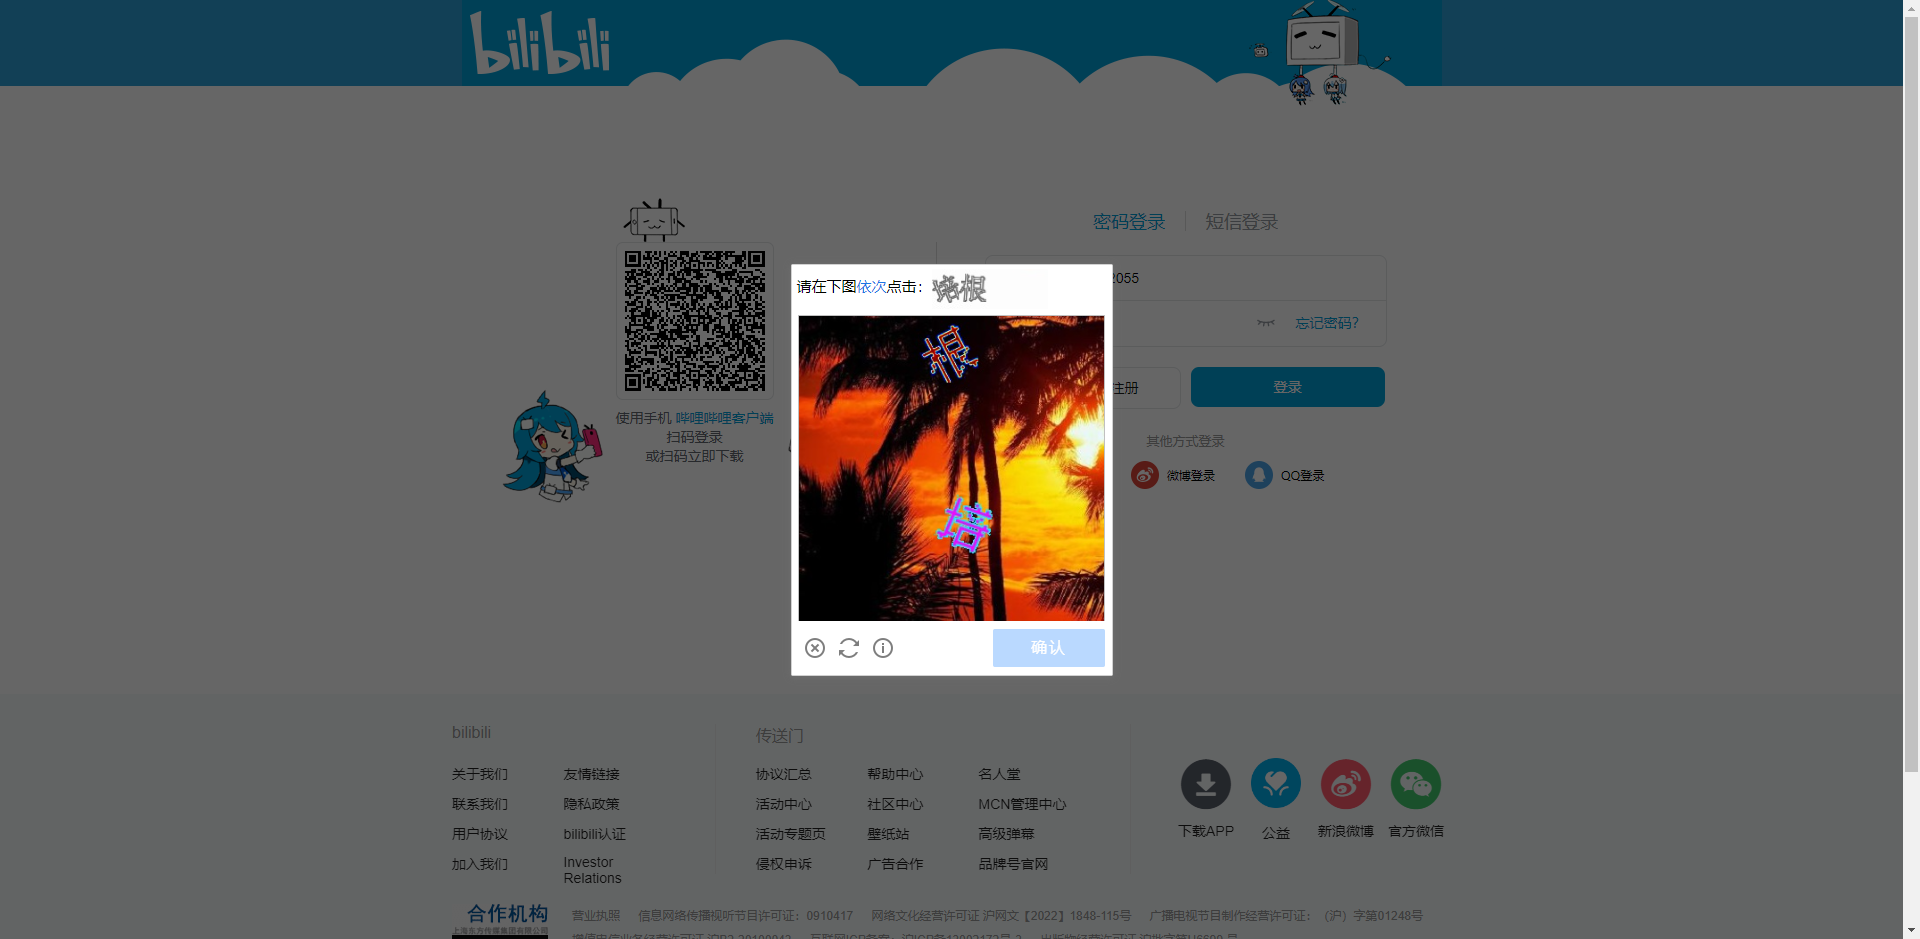 bilibili
密码登录 短信登录
2055
忘记密码?
注册 登录
使用手机 哔哩哔哩客户端
扫码登录
或扫码立即下载
其他方式登录
微博登录 QQ登录
请在下图依次点击: 培根
根
培
确认
bilibili
关于我们 友情链接
联系我们 隐私政策
用户协议 bilibili认证
加入我们 Investor
Relations
传送门
协议汇总 帮助中心 名人堂
活动中心 社区中心 MCN管理中心
活动专题页 壁纸站 高级弹幕
侵权申诉 广告合作 品牌号官网
下载APP 公益 新浪微博 官方微信
合作机构
上海东方传媒集团有限公司
营业执照 信息网络传播视听节目许可证：0910417 网络文化经营许可证 沪网文【2022】1848-115号 广播电视节目制作经营许可证：（沪）字第01248号